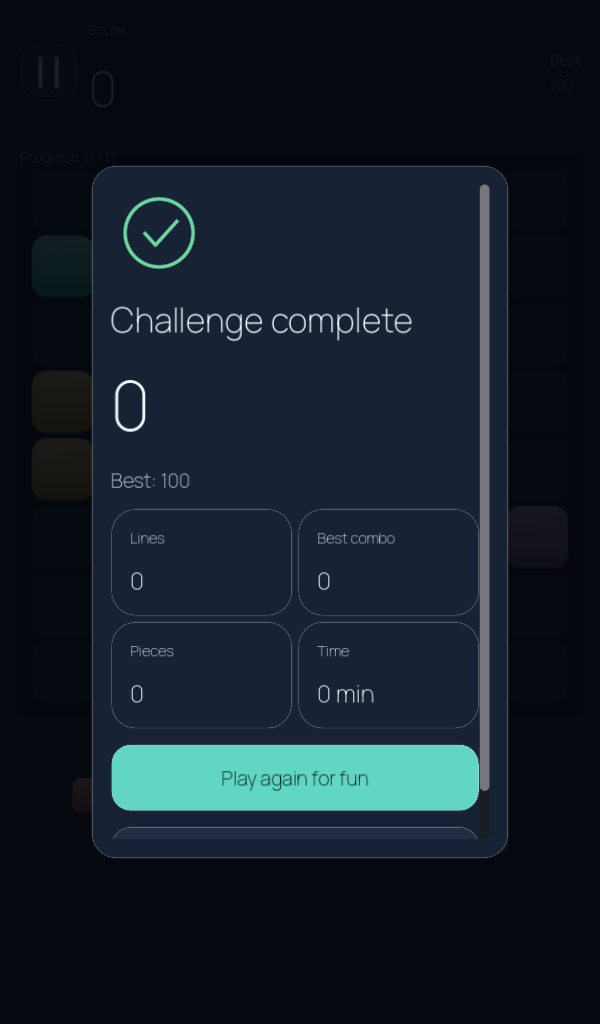 Score
0
Best
100
Progress: 0 / 17
Challenge complete
0
Best: 100
Lines
0
Best combo
0
Pieces
0
Time
0 min
Play again for fun